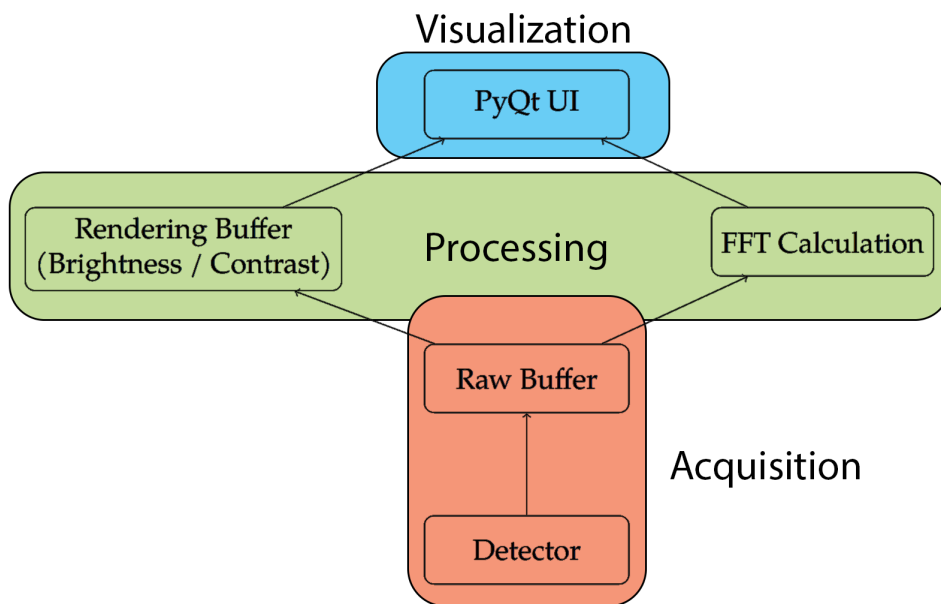 Visualization
PyQt UI
Rendering Buffer
(Brightness / Contrast)
Processing
FFT Calculation
Raw Buffer
Acquisition
Detector